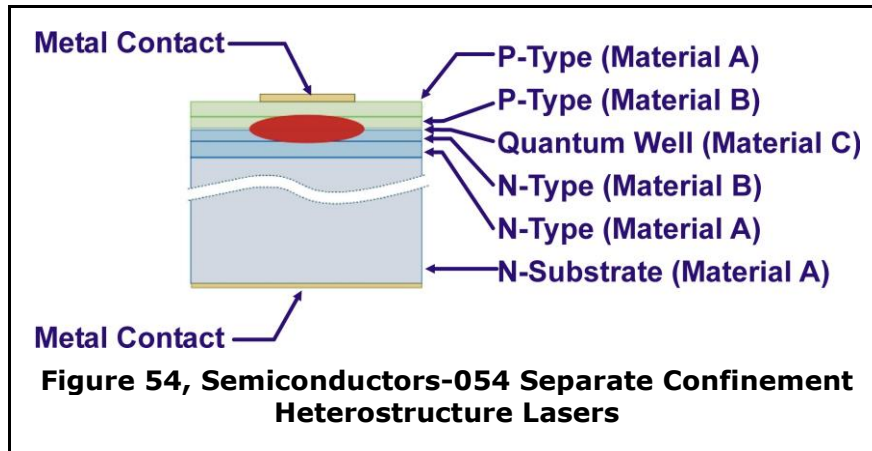 Metal Contact
P-Type (Material A)
P-Type (Material B)
Quantum Well (Material C)
N-Type (Material B)
N-Type (Material A)
N-Substrate (Material A)
Metal Contact
Figure 54, Semiconductors-054 Separate Confinement
Heterostructure Lasers